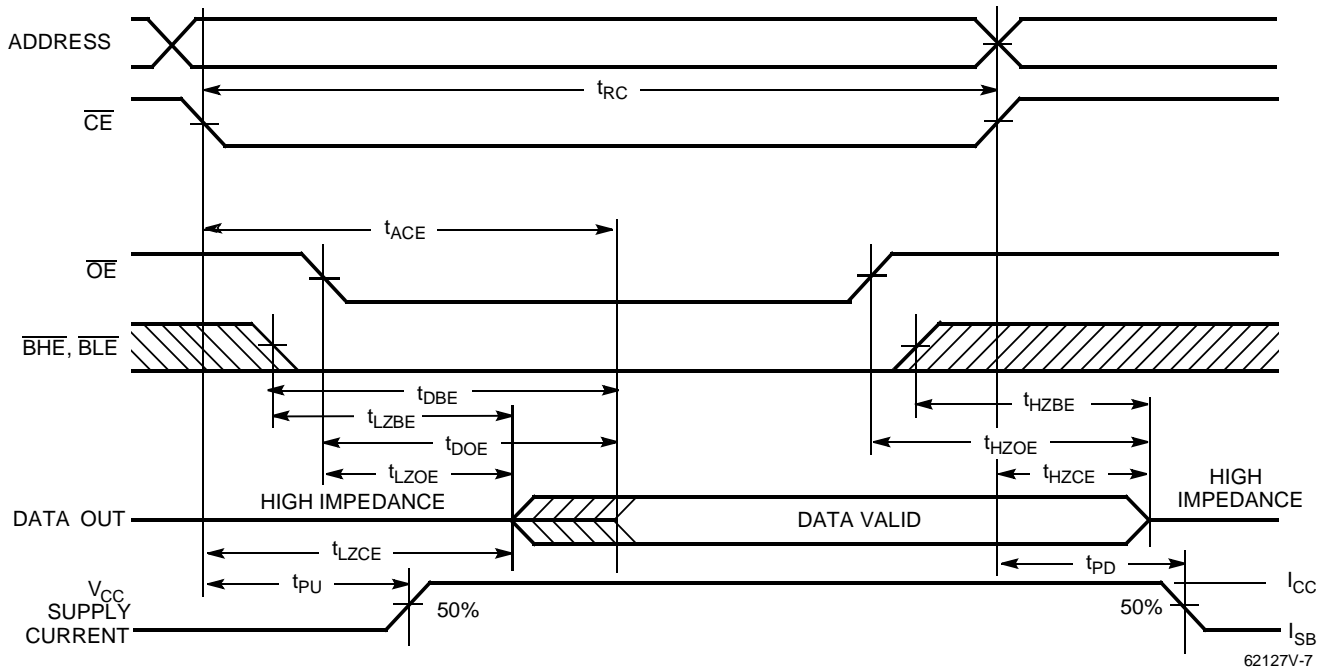 ADDRESS
tRC
CE
tACE
OE
BHE, BLE
tDBE
tHZBE
tLZBE
tDOE
tHZOE
tLZOE
tHZCE
HIGH IMPEDANCE
HIGH
IMPEDANCE
DATA OUT
DATA VALID
tLZCE
tPU
tPD
VCC
SUPPLY
CURRENT
50%
50%
ICC
ISB
62127V-7